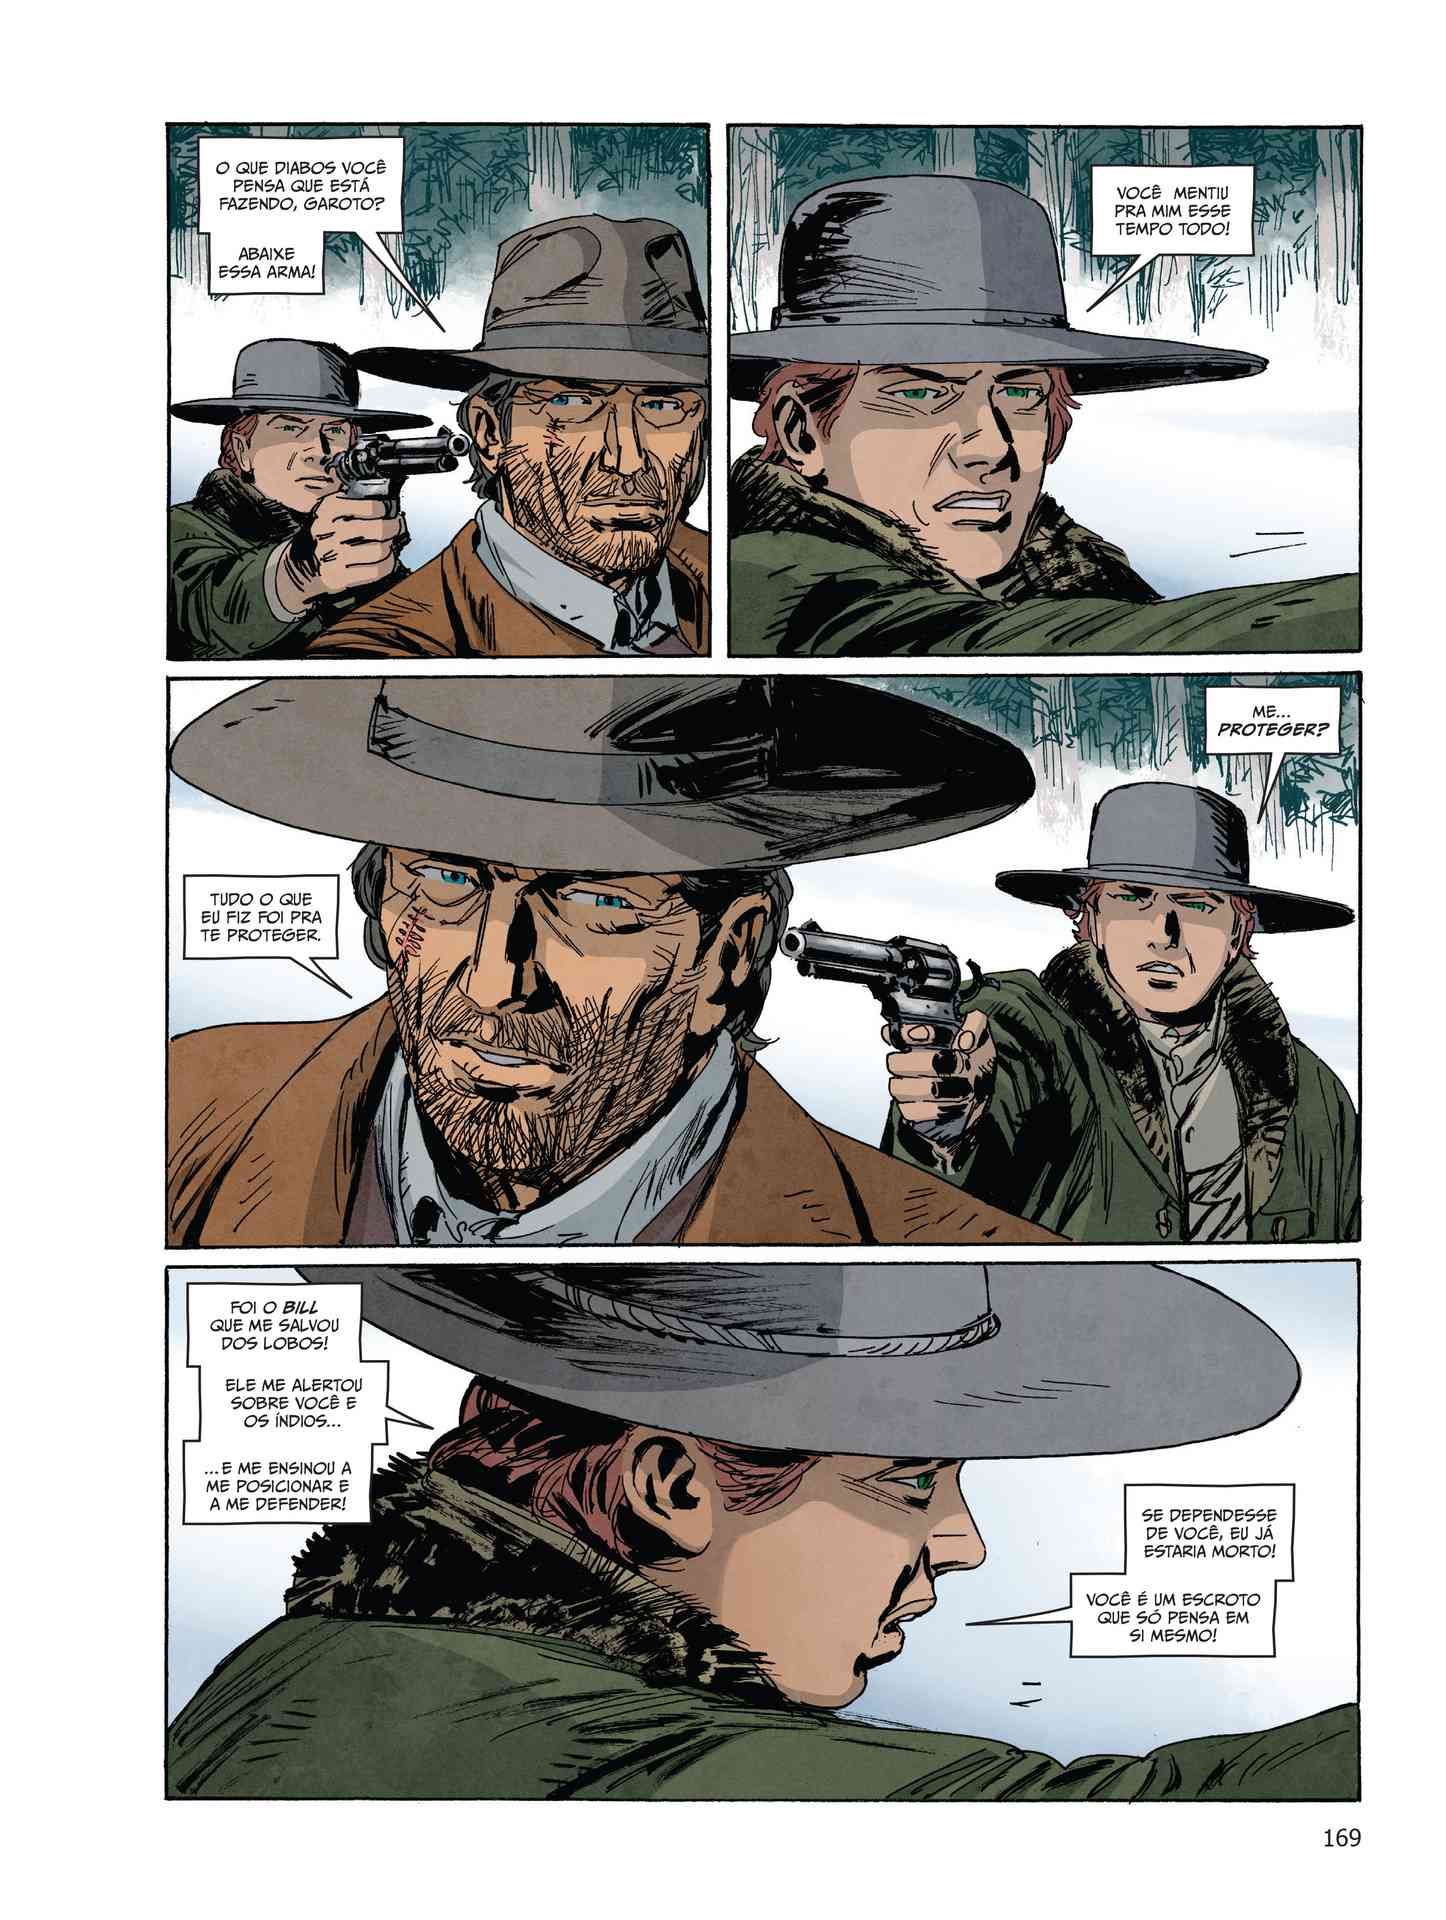 O QUE DIABOS VOCÊ
PENSA QUE ESTÁ
FAZENDO, GAROTO?
ABAIXE
ESSA ARMA!
VOCÊ MENTIU
PRA MIM ESSE
TEMPO TODO!
TUDO O QUE
EU FIZ FOI PRA
TE PROTEGER.
ME...
PROTEGER?
FOI O BILL
QUE ME SALVOU
DOS LOBOS!
ELE ME ALERTOU
SOBRE VOCÊ E
OS ÍNDIOS...
...E ME ENSINOU A
ME POSICIONAR E
A ME DEFENDER!
SE DEPENDESSE
DE VOCÊ, EU JÁ
ESTARIA MORTO!
VOCÊ É UM ESCROTO
QUE SÓ PENSA EM
SI MESMO!
169